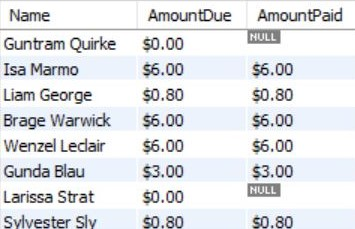 Name AmountDue AmountPaid
Guntram Quirke $0.00 NULL
Isa Marmo $6.00 $6.00
Liam George $0.80 $0.80
Brage Warwick $6.00 $6.00
Wenzel Leclair $6.00 $6.00
Gunda Blau $3.00 $3.00
Larissa Strat $0.00 NULL
Sylvester Sly $0.80 $0.80